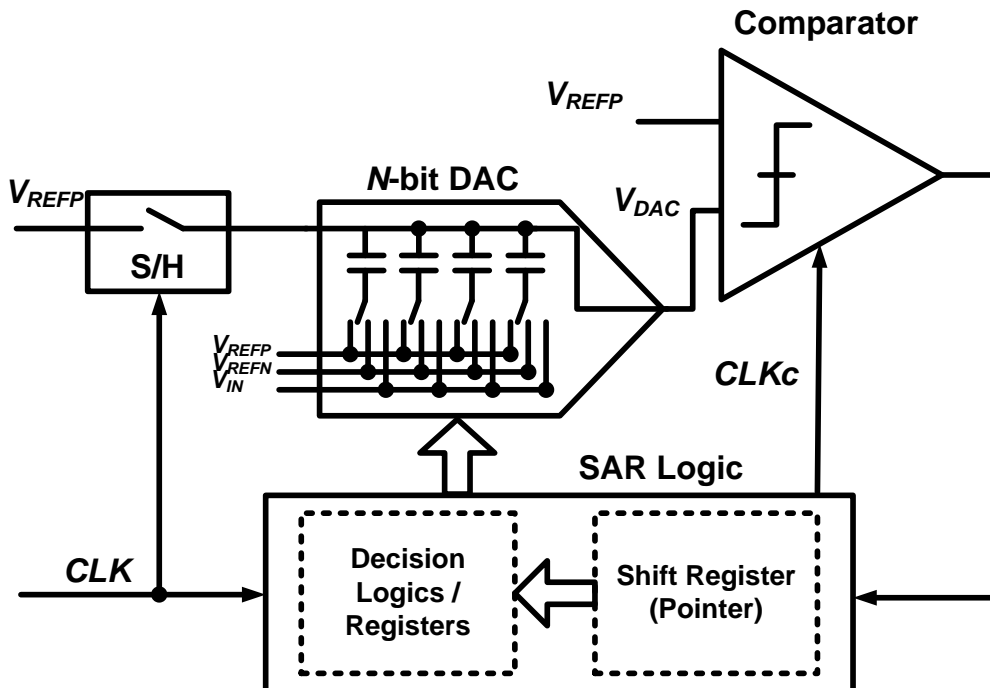 Comparator
V_REFP
N-bit DAC
V_REFP
V_DAC
S/H
V_REFP
V_REFN
V_IN
CLKc
SAR Logic
CLK
Decision
Logics /
Registers
Shift Register
(Pointer)